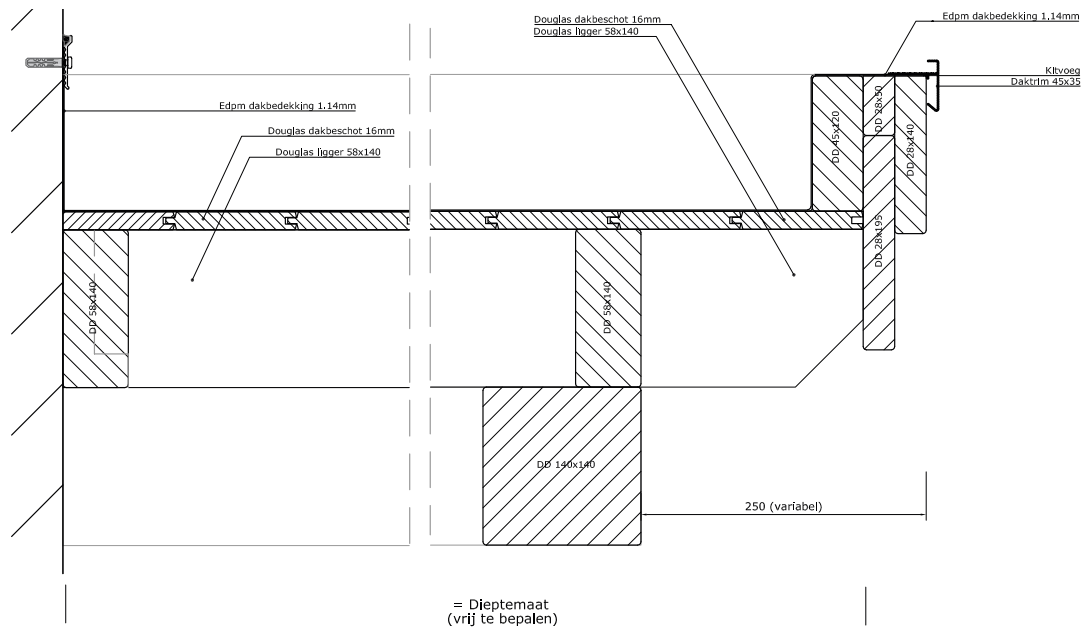 Douglas dakbeschot 16mm
Douglas ligger 58x140
Edpm dakbedekking 1.14mm
Kitvoeg
Daktrim 45x35
Edpm dakbedekking 1.14mm
Douglas dakbeschot 16mm
Douglas ligger 58x140
DD 45x120
DD 28x50
DD 28x140
DD 28x195
DD 58x140
DD 58x140
DD 140x140
250 (variabel)
= Dieptemaat
(vrij te bepalen)